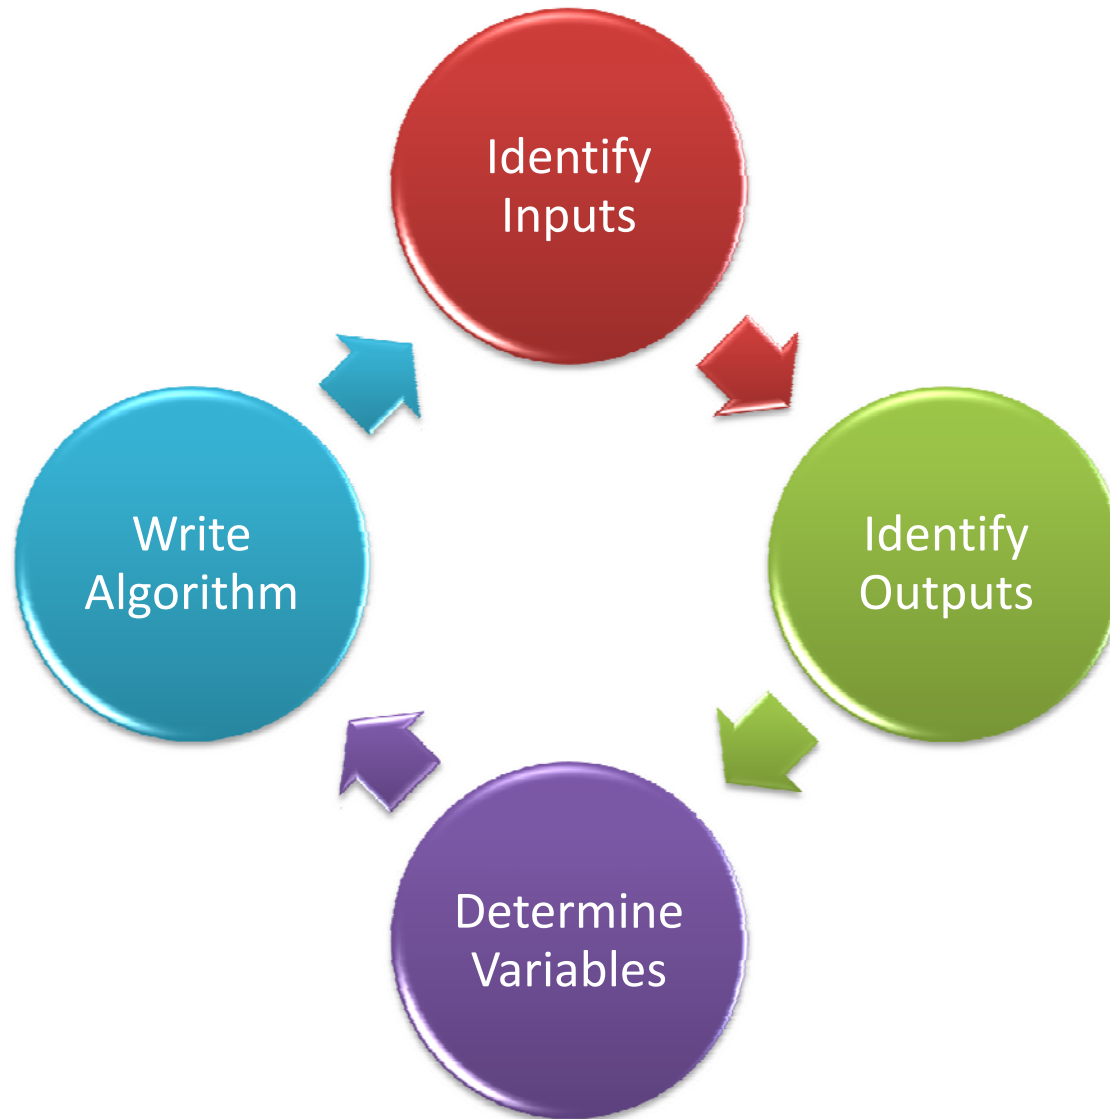 Identify
Inputs
Identify
Outputs
Determine
Variables
Write
Algorithm